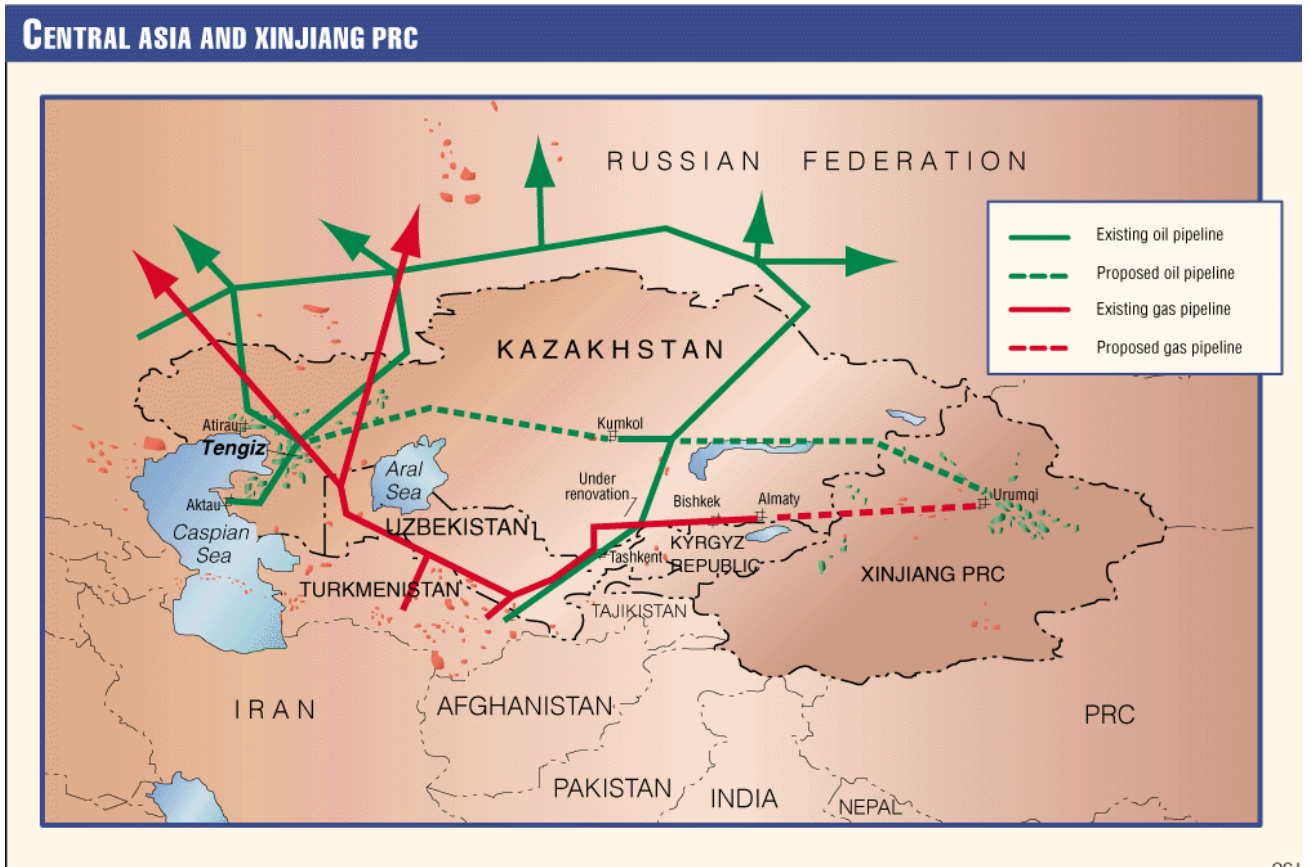 CENTRAL ASIA AND XINJIANG PRC
RUSSIAN FEDERATION
Existing oil pipeline
Proposed oil pipeline
Existing gas pipeline
Proposed gas pipeline
KAZAKHSTAN
Atirau
Kumkol
Tengiz
Aral
Sea
Under
renovation
Bishkek
Almaty
Urumqi
Aktau
Caspian
Sea
UZBEKISTAN
KYRGYZ
REPUBLIC
Tashkent
XINJIANG PRC
TURKMENISTAN
TAJIKISTAN
IRAN
AFGHANISTAN
PRC
PAKISTAN
INDIA
NEPAL